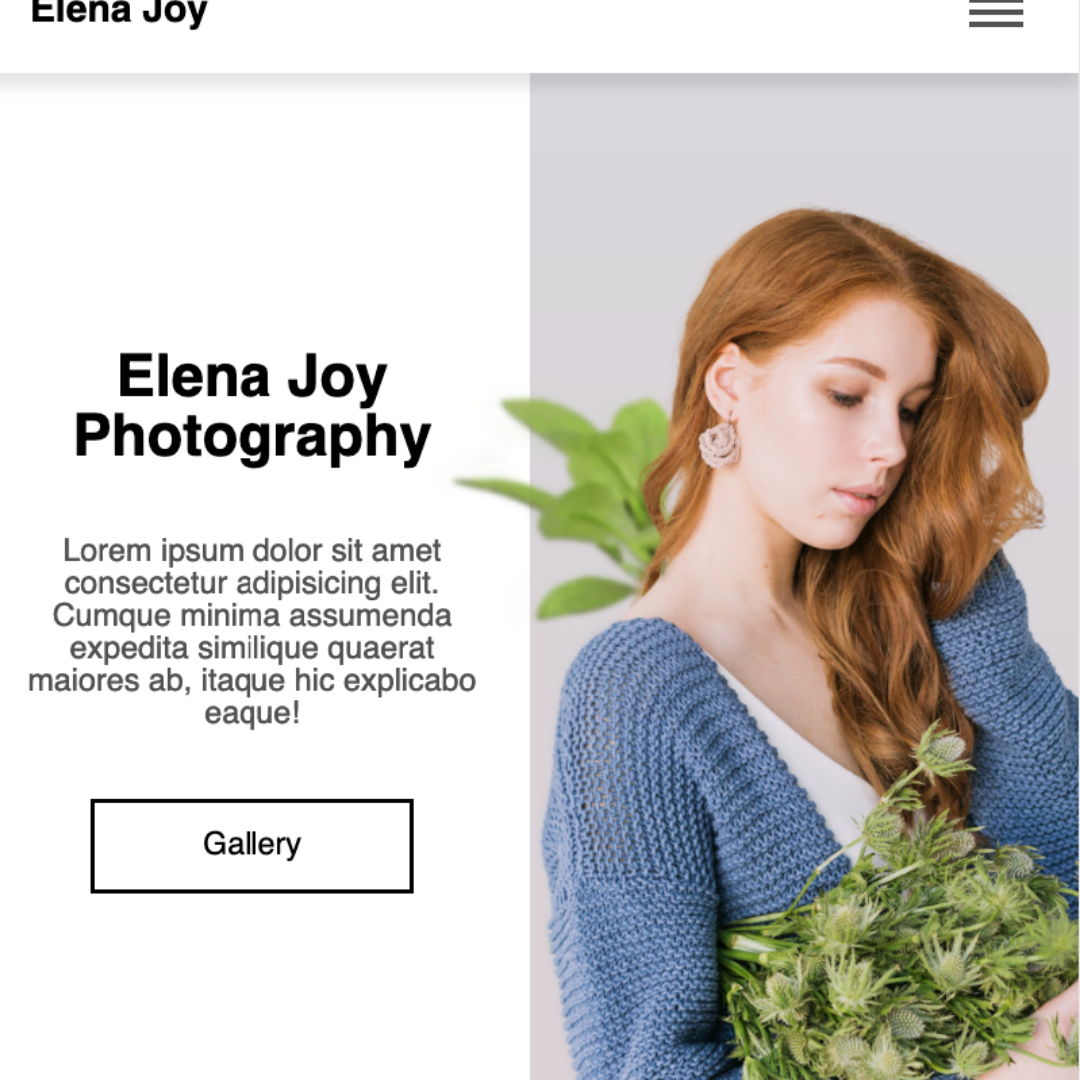 Elena Joy
Elena Joy
Photography
Lorem ipsum dolor sit amet
consectetur adipisicing elit.
Cumque minima assumenda
expedita similique quaerat
maiores ab, itaque hic explicabo
eaque!
Gallery